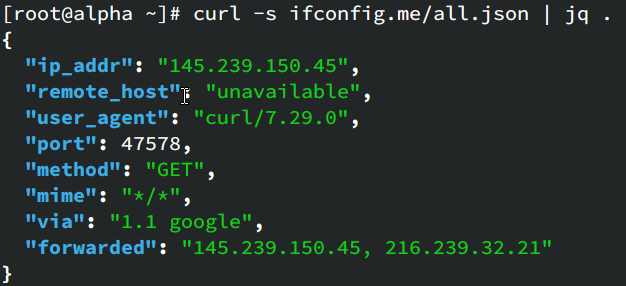 [root@alpha ~]# curl -s ifconfig.me/all.json | jq .
{
  "ip_addr": "145.239.150.45",
  "remote_host": "unavailable",
  "user_agent": "curl/7.29.0",
  "port": 47578,
  "method": "GET",
  "mime": "*/*",
  "via": "1.1 google",
  "forwarded": "145.239.150.45, 216.239.32.21"
}